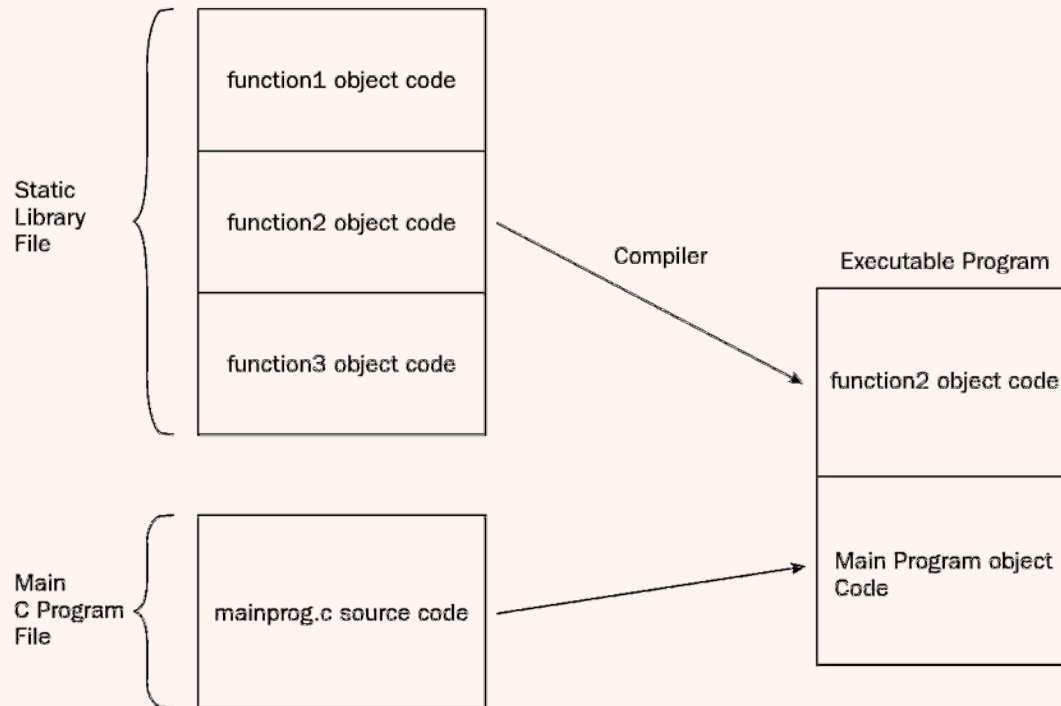 function1 object code
Static
Library
File
function2 object code
function3 object code
Compiler
Executable Program
function2 object code
Main Program object
Code
Main
C Program
File
mainprog.c source code